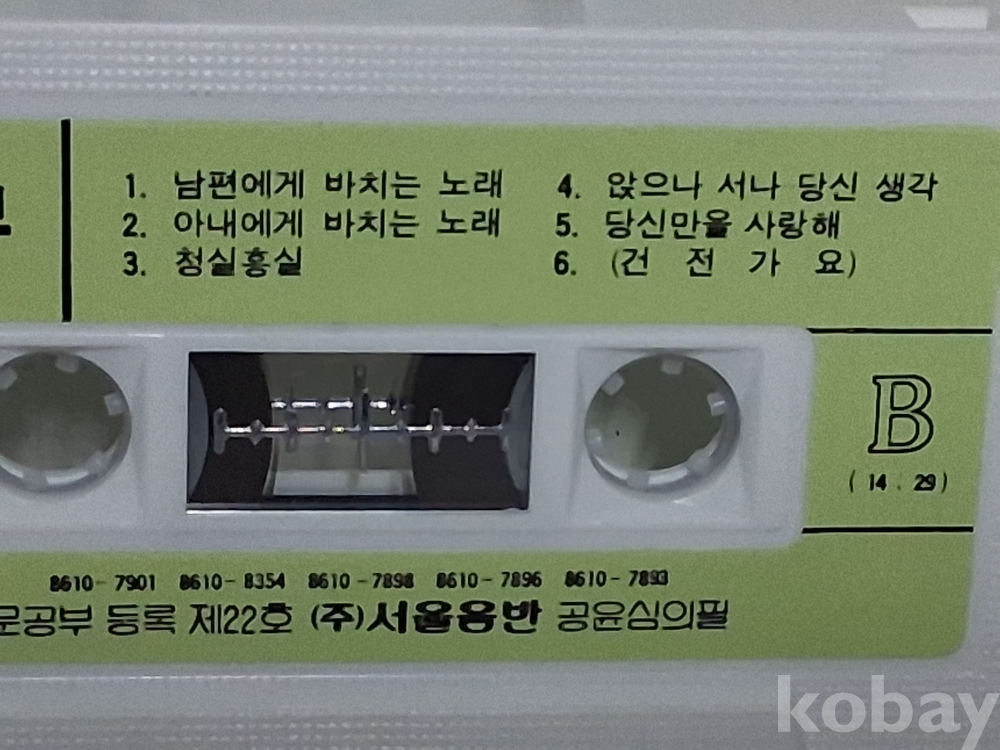 1. 남편에게 바치는 노래
2. 아내에게 바치는 노래
3. 청실홍실
4. 앉으나 서나 당신 생각
5. 당신만을 사랑해
6. (건 전 가 요)
B
(14 . 29)
8610-7901 8610-8354 8610-7898 8610-7896 8610-7893
문공부 등록 제22호 (주)서울음반 공윤심의필
kobay